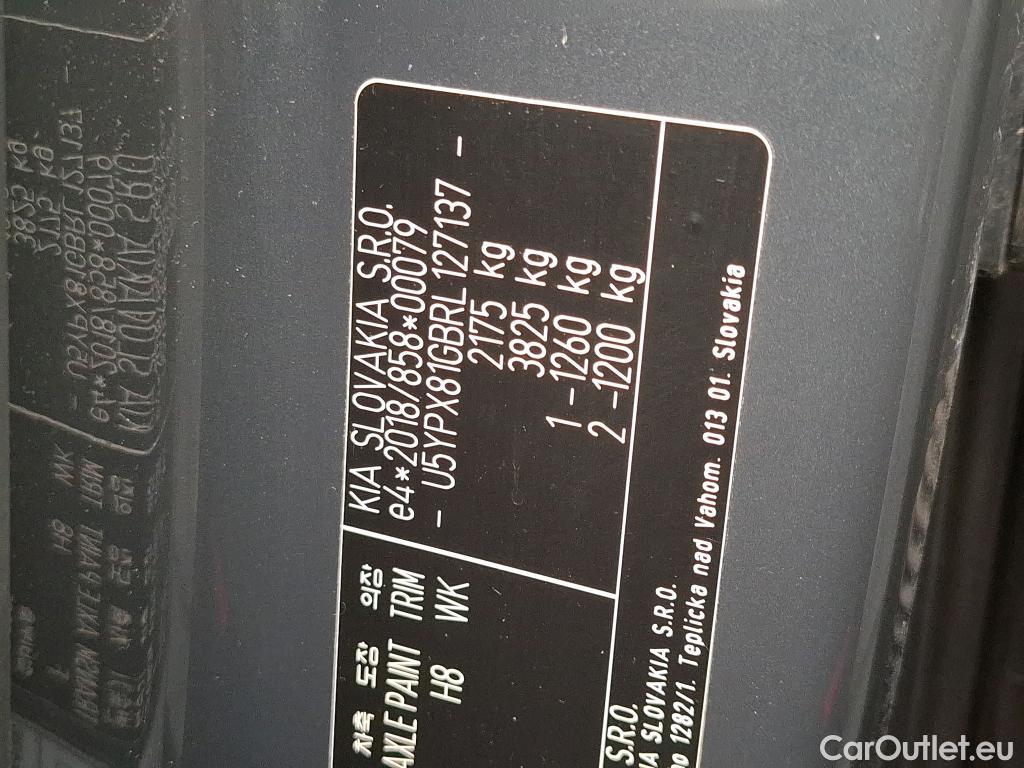 KIA SLOVAKIA S.R.O.
e4*2018/858*00079
- U5YPX81GBRL127137 -
2175 kg
3825 kg
1 -1260 kg
2 -1200 kg
차축 도장 의장
AXLE PAINT TRIM
H8 WK
S.R.O.
SLOVAKIA S.R.O.
1282/1. Teplicka nad Vahom. 013 01. Slovakia
CarOutlet.eu